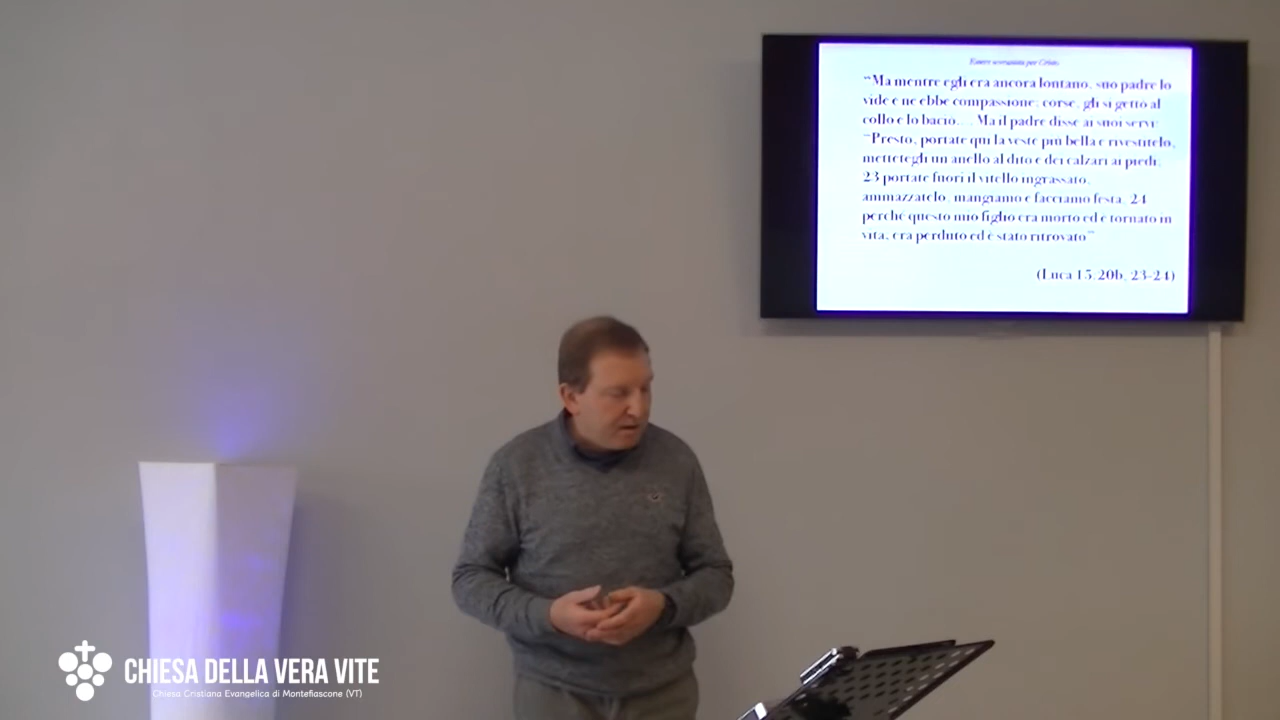 Essere avvinista per Cristo
“Ma mentre egli era ancora lontano, suo padre lo
vide e ne ebbe compassione; corse, gli si gettò al
collo e lo baciò.... Ma il padre disse ai suoi servi:
“Presto, portate qui la veste più bella e rivestitelo,
mettetegli un anello al dito e dei calzari ai piedi;
23 portate fuori il vitello ingrassato,
ammazzatelo, mangiamo e facciamo festa, 24
perché questo mio figlio era morto ed è tornato in
vita, era perduto ed è stato ritrovato”
(Luca 15:20b, 23-24)
CHIESA DELLA VERA VITE
Chiesa Cristiana Evangelica di Montefiascone (VT)